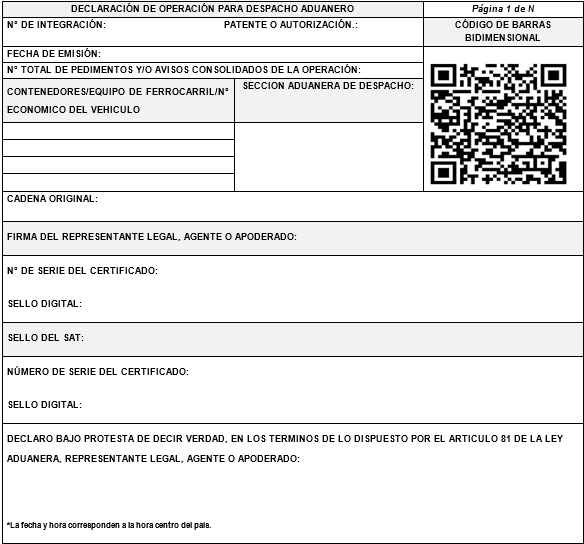 DECLARACIÓN DE OPERACIÓN PARA DESPACHO ADUANERO
Página 1 de N
N° DE INTEGRACIÓN:
PATENTE O AUTORIZACIÓN.:
CÓDIGO DE BARRAS
BIDIMENSIONAL
FECHA DE EMISIÓN:
N° TOTAL DE PEDIMENTOS Y/O AVISOS CONSOLIDADOS DE LA OPERACIÓN:
CONTENEDORES/EQUIPO DE FERROCARRIL/N°
ECONOMICO DEL VEHICULO
SECCION ADUANERA DE DESPACHO:
CADENA ORIGINAL:
FIRMA DEL REPRESENTANTE LEGAL, AGENTE O APODERADO:
N° DE SERIE DEL CERTIFICADO:
SELLO DIGITAL:
SELLO DEL SAT:
NÚMERO DE SERIE DEL CERTIFICADO:
SELLO DIGITAL:
DECLARO BAJO PROTESTA DE DECIR VERDAD, EN LOS TERMINOS DE LO DISPUESTO POR EL ARTICULO 81 DE LA LEY
ADUANERA, REPRESENTANTE LEGAL, AGENTE O APODERADO:
*La fecha y hora corresponden a la hora centro del país.